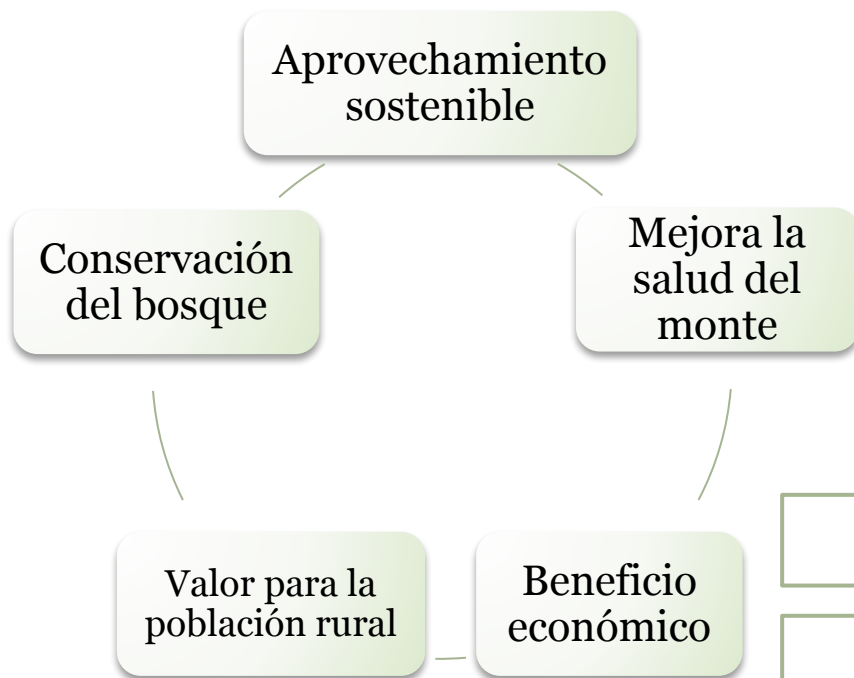 Aprovechamiento
sostenible
Mejora la
salud del
monte
Beneficio
económico
Valor para la
población rural
Conservación
del bosque